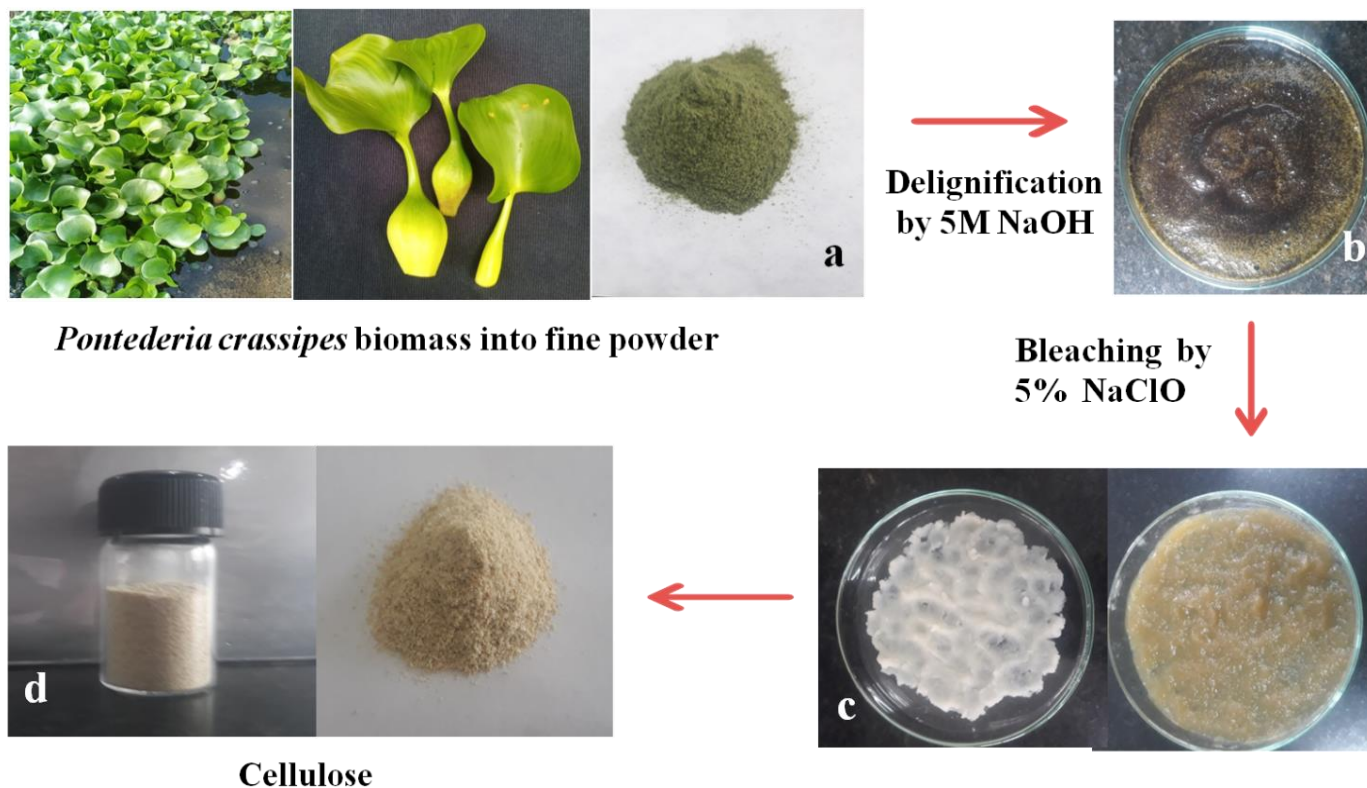 a
Delignification
by 5M NaOH
b
Pontederia crassipes biomass into fine powder
Bleaching by
5% NaClO
d
c
Cellulose